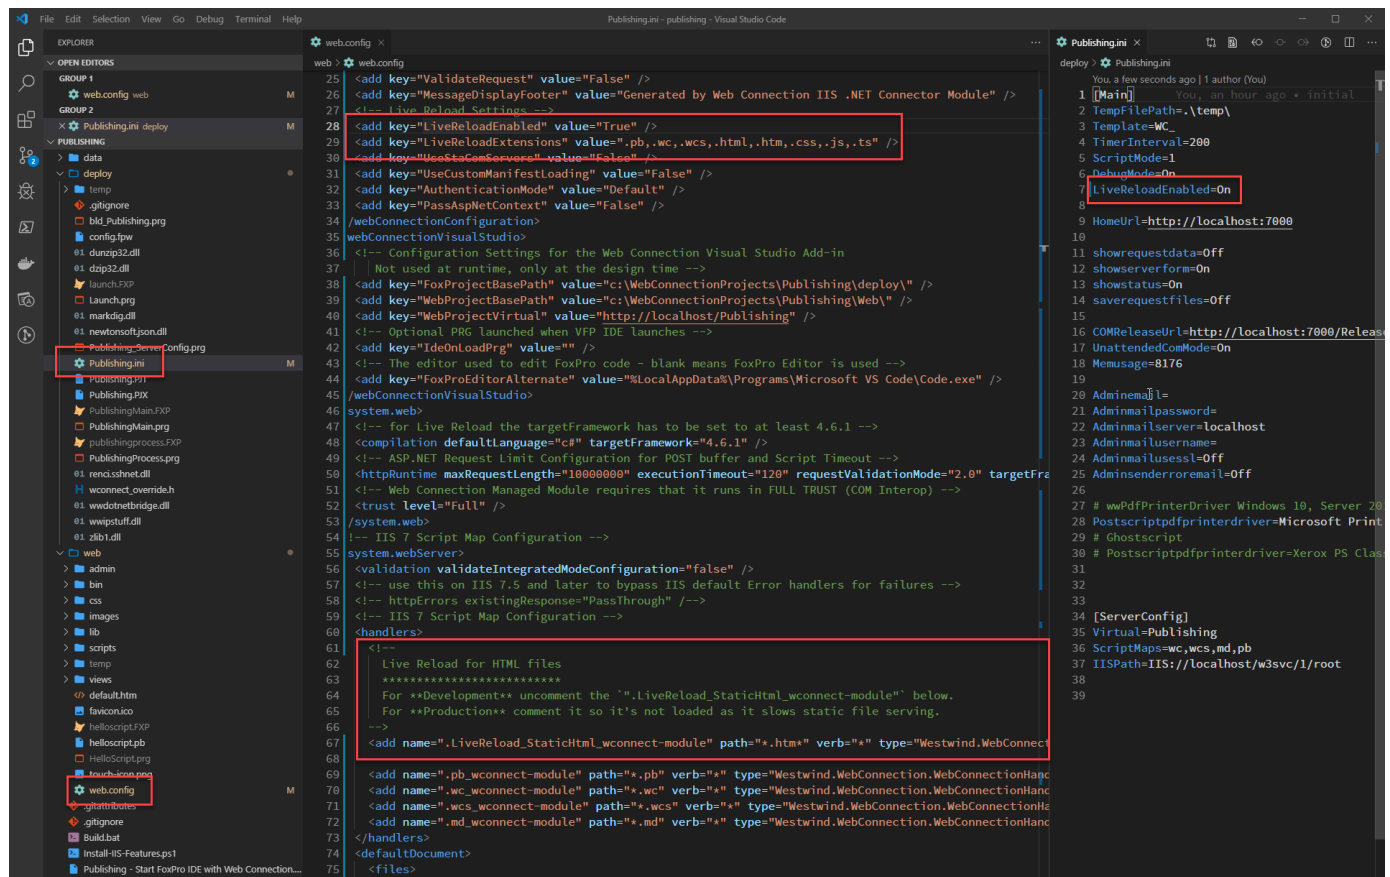 File Edit Selection View Go Debug Terminal Help
Publishing.ini - publishing - Visual Studio Code
EXPLORER
OPEN EDITORS
GROUP 1
web.config web M
GROUP 2
Publishing.ini deploy M
PUBLISHING
data
deploy
temp
.gitignore
bld_Publishing.prg
config.fpw
dunzip32.dll
dzip32.dll
launch.FXP
Launch.prg
markdig.dll
newtonsoft.json.dll
Publishing_ServerConfig.prg
Publishing.ini M
Publishing.PJT
Publishing.PJX
PublishingMain.FXP
PublishingMain.prg
publishingprocess.FXP
PublishingProcess.prg
renci.sshnet.dll
wconnect_override.h
wwdotnetbridge.dll
wwipstuff.dll
zlib1.dll
web
admin
bin
css
images
lib
scripts
temp
views
default.htm
favicon.ico
helloscript.FXP
helloscript.pb
HelloScript.prg
touch-icon.png
web.config M
.gitattributes
.gitignore
Build.bat
Install-IIS-Features.ps1
Publishing - Start FoxPro IDE with Web Connection....
web.config
web > web.config
25 <add key="ValidateRequest" value="False" />
26 <add key="MessageDisplayFooter" value="Generated by Web Connection IIS .NET Connector Module" />
27 <!-- Live Reload Settings -->
28 <add key="LiveReloadEnabled" value="True" />
29 <add key="LiveReloadExtensions" value=".pb,.wc,.wcs,.html,.htm,.css,.js,.ts" />
30 <add key="UseStaComServers" value="False" />
31 <add key="UseCustomManifestLoading" value="False" />
32 <add key="AuthenticationMode" value="Default" />
33 <add key="PassAspNetContext" value="False" />
34 /webConnectionConfiguration>
35 webConnectionVisualStudio>
36 <!-- Configuration Settings for the Web Connection Visual Studio Add-in
37 Not used at runtime, only at the design time -->
38 <add key="FoxProjectBasePath" value="c:\WebConnectionProjects\Publishing\deploy\" />
39 <add key="WebProjectBasePath" value="c:\WebConnectionProjects\Publishing\Web\" />
40 <add key="WebProjectVirtual" value="http://localhost/Publishing" />
41 <!-- Optional PRG launched when VFP IDE launches -->
42 <add key="IdeOnLoadPrg" value="" />
43 <!-- The editor used to edit FoxPro code - blank means FoxPro Editor is used -->
44 <add key="FoxProEditorAlternate" value="%LocalAppData%\Programs\Microsoft VS Code\Code.exe" />
45 /webConnectionVisualStudio>
46 system.web>
47 <!-- for Live Reload the targetFramework has to be set to at least 4.6.1 -->
48 <compilation defaultLanguage="c#" targetFramework="4.6.1" />
49 <!-- ASP.NET Request Limit Configuration for POST buffer and Script Timeout -->
50 <httpRuntime maxRequestLength="10000000" executionTimeout="120" requestValidationMode="2.0" targetFra
51 <!-- Web Connection Managed Module requires that it runs in FULL TRUST (COM Interop) -->
52 <trust level="Full" />
53 /system.web>
54 !-- IIS 7 Script Map Configuration -->
55 system.webServer>
56 <validation validateIntegratedModeConfiguration="false" />
57 <!-- use this on IIS 7.5 and later to bypass IIS default Error handlers for failures -->
58 <!-- httpErrors existingResponse="PassThrough" /-->
59 <!-- IIS 7 Script Map Configuration -->
60 <handlers>
61 <!--
62 Live Reload for HTML files
63 **************************
64 For **Development** uncomment the `".LiveReload_StaticHtml_wconnect-module"` below.
65 For **Production** comment it so it's not loaded as it slows static file serving.
66 -->
67 <add name=".LiveReload_StaticHtml_wconnect-module" path="*.htm*" verb="*" type="Westwind.WebConnect
68
69 <add name=".pb_wconnect-module" path="*.pb" verb="*" type="Westwind.WebConnection.WebConnectionHand
70 <add name=".wc_wconnect-module" path="*.wc" verb="*" type="Westwind.WebConnection.WebConnectionHand
71 <add name=".wcs_wconnect-module" path="*.wcs" verb="*" type="Westwind.WebConnection.WebConnectionHa
72 <add name=".md_wconnect-module" path="*.md" verb="*" type="Westwind.WebConnection.WebConnectionHand
73 </handlers>
74 <defaultDocument>
75 <files>
Publishing.ini
deploy > Publishing.ini
You, a few seconds ago | 1 author (You)
1 [Main] You, an hour ago • initial
2 TempFilePath=.\temp\
3 Template=WC_
4 TimerInterval=200
5 ScriptMode=1
6 DebugMode=On
7 LiveReloadEnabled=On
8
9 HomeUrl=http://localhost:7000
10
11 showrequestdata=Off
12 showserverform=On
13 showstatus=On
14 saverequestfiles=Off
15
16 COMReleaseUrl=http://localhost:7000/Releas
17 UnattendedComMode=On
18 Memusage=8176
19
20 Adminemail=
21 Adminmailpassword=
22 Adminmailserver=localhost
23 Adminmailusername=
24 Adminmailusessl=Off
25 Adminsenderroremail=Off
26
27 # wwPdfPrinterDriver Windows 10, Server 20
28 Postscriptpdfprinterdriver=Microsoft Print
29 # Ghostscript
30 # Postscriptpdfprinterdriver=Xerox PS Clas
31
32
33
34 [ServerConfig]
35 Virtual=Publishing
36 ScriptMaps=wc,wcs,md,pb
37 IISPath=IIS://localhost/w3svc/1/root
38
39